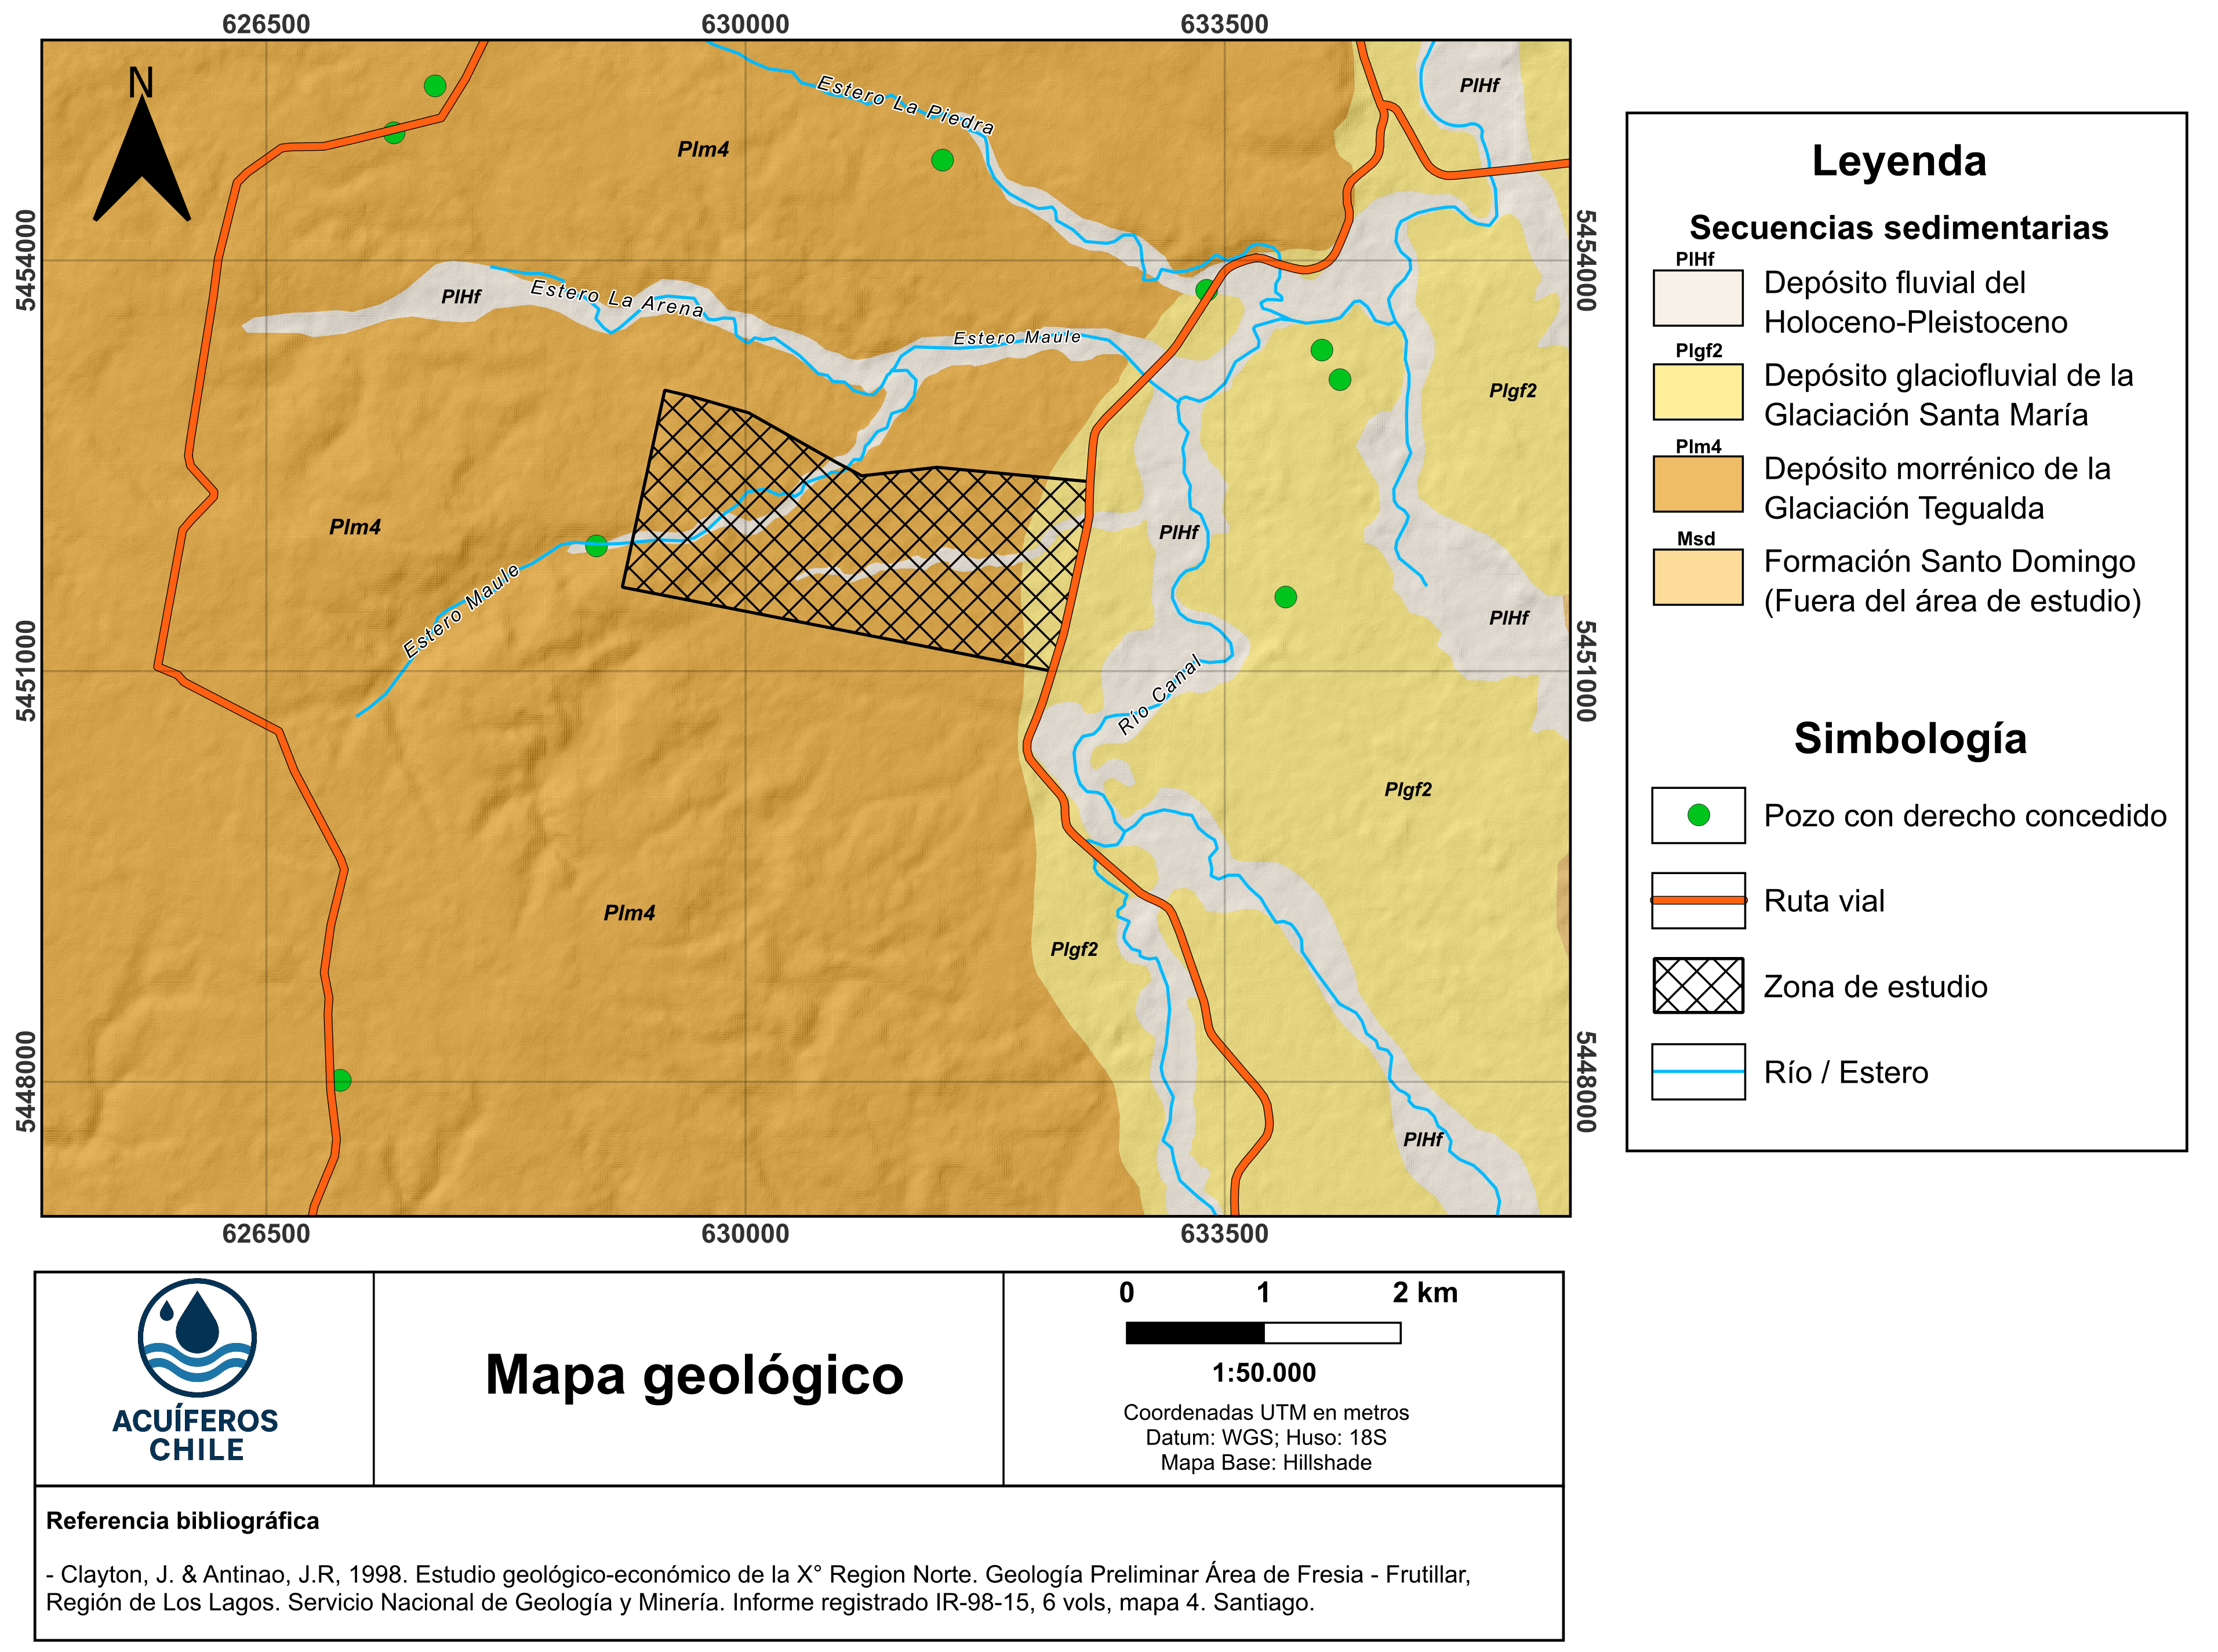 626500
630000
633500
N
5454000
5451000
5448000
5454000
5451000
5448000
Estero La Piedra
PlHf
Plm4
PlHf
Estero La Arena
Estero Maule
Plgf2
Plm4
PlHf
Estero Maule
PlHf
Río Canal
Plgf2
Plm4
Plgf2
PlHf
626500
630000
633500
Leyenda
Secuencias sedimentarias
PlHf
Depósito fluvial del
Holoceno-Pleistoceno
Plgf2
Depósito glaciofluvial de la
Glaciación Santa María
Plm4
Depósito morrénico de la
Glaciación Tegualda
Msd
Formación Santo Domingo
(Fuera del área de estudio)
Simbología
Pozo con derecho concedido
Ruta vial
Zona de estudio
Río / Estero
ACUÍFEROS
CHILE
Mapa geológico
0 1 2 km
1:50.000
Coordenadas UTM en metros
Datum: WGS; Huso: 18S
Mapa Base: Hillshade
Referencia bibliográfica
- Clayton, J. & Antinao, J.R, 1998. Estudio geológico-económico de la X° Region Norte. Geología Preliminar Área de Fresia - Frutillar,
Región de Los Lagos. Servicio Nacional de Geología y Minería. Informe registrado IR-98-15, 6 vols, mapa 4. Santiago.